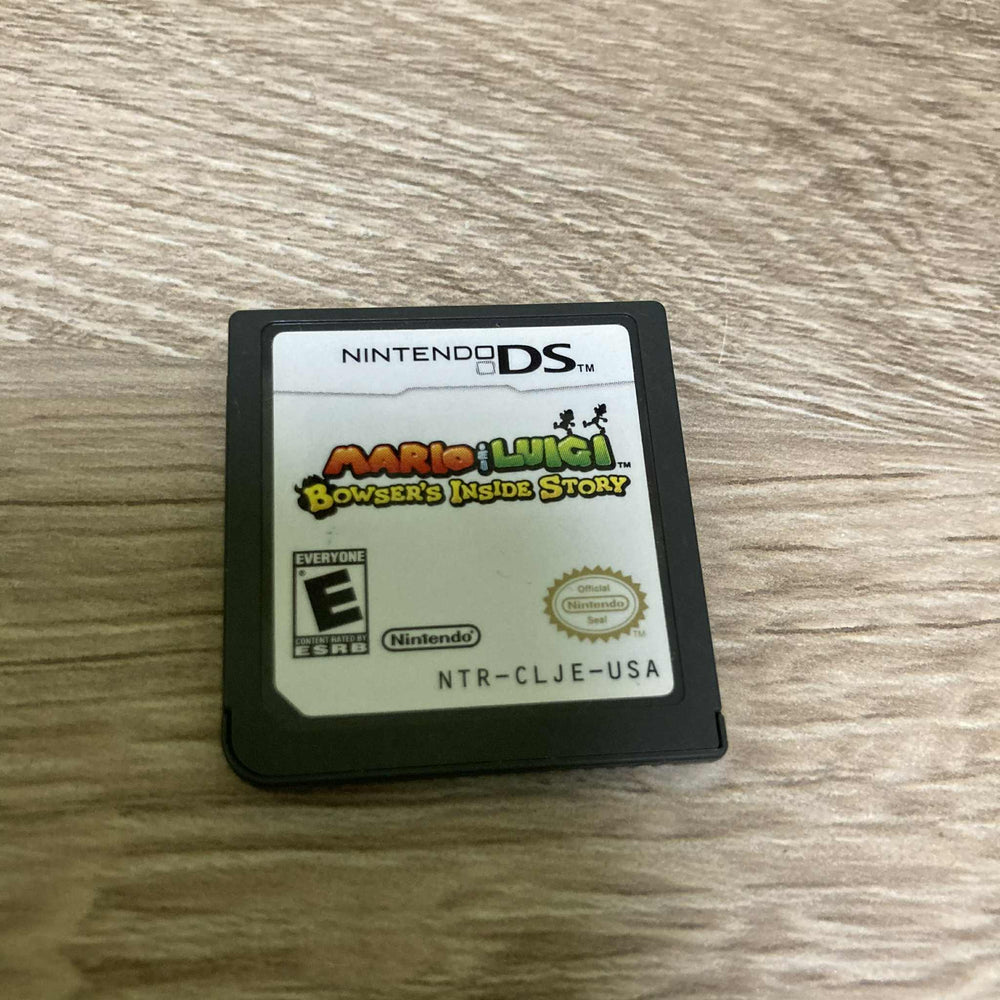 NINTENDO DS™
MARIO & LUIGI™
BOWSER'S INSIDE STORY
EVERYONE
E
®
CONTENT RATED BY
ESRB
Nintendo®
Official
Nintendo
Seal
™
NTR-CLJE-USA